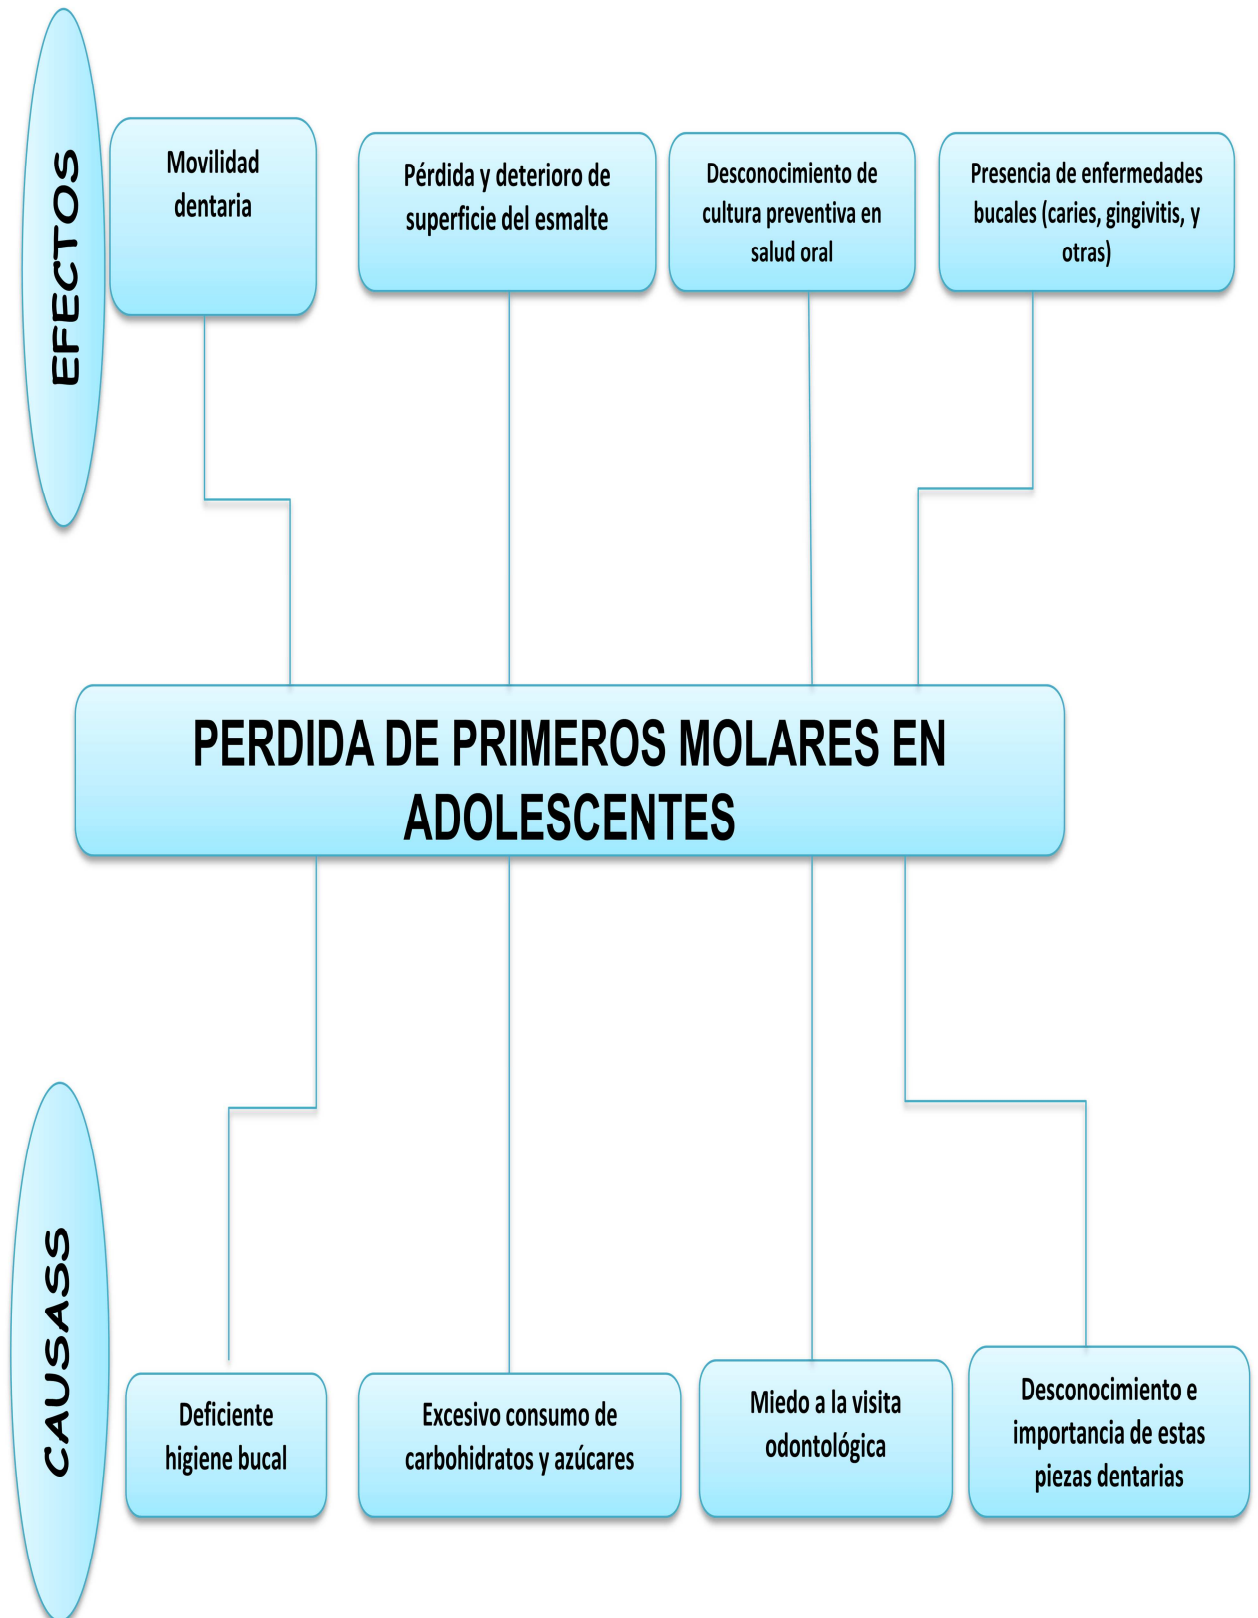 EFECTOS
Movilidad
dentaria
Pérdida y deterioro de
superficie del esmalte
Desconocimiento de
cultura preventiva en
salud oral
Presencia de enfermedades
bucales (caries, gingivitis, y
otras)
PERDIDA DE PRIMEROS MOLARES EN
ADOLESCENTES
CAUSASS
Deficiente
higiene bucal
Excesivo consumo de
carbohidratos y azúcares
Miedo a la visita
odontológica
Desconocimiento e
importancia de estas
piezas dentarias